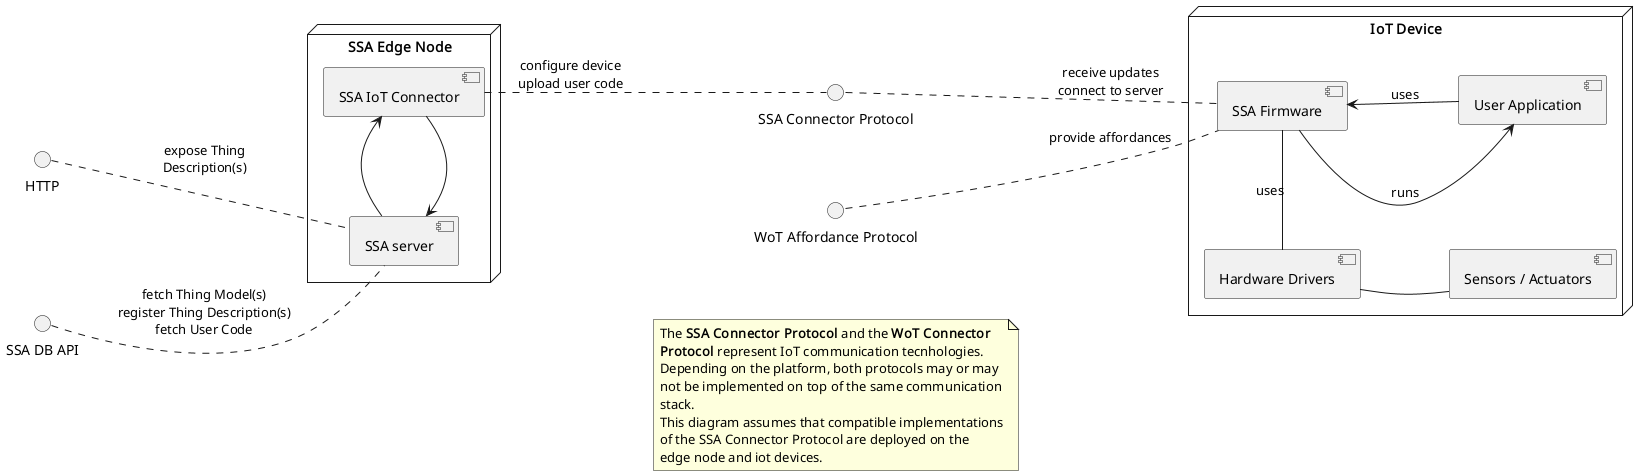 SSA Edge Node
SSA IoT Connector
SSA server
configure device
upload user code
expose Thing
Description(s)
HTTP
fetch Thing Model(s)
register Thing Description(s)
fetch User Code
SSA DB API
SSA Connector Protocol
WoT Affordance Protocol
receive updates
connect to server
provide affordances
IoT Device
SSA Firmware
uses
User Application
uses
runs
Hardware Drivers
Sensors / Actuators
The SSA Connector Protocol and the WoT Connector
Protocol represent IoT communication tecnhologies.
Depending on the platform, both protocols may or may
not be implemented on top of the same communication
stack.
This diagram assumes that compatible implementations
of the SSA Connector Protocol are deployed on the
edge node and iot devices.